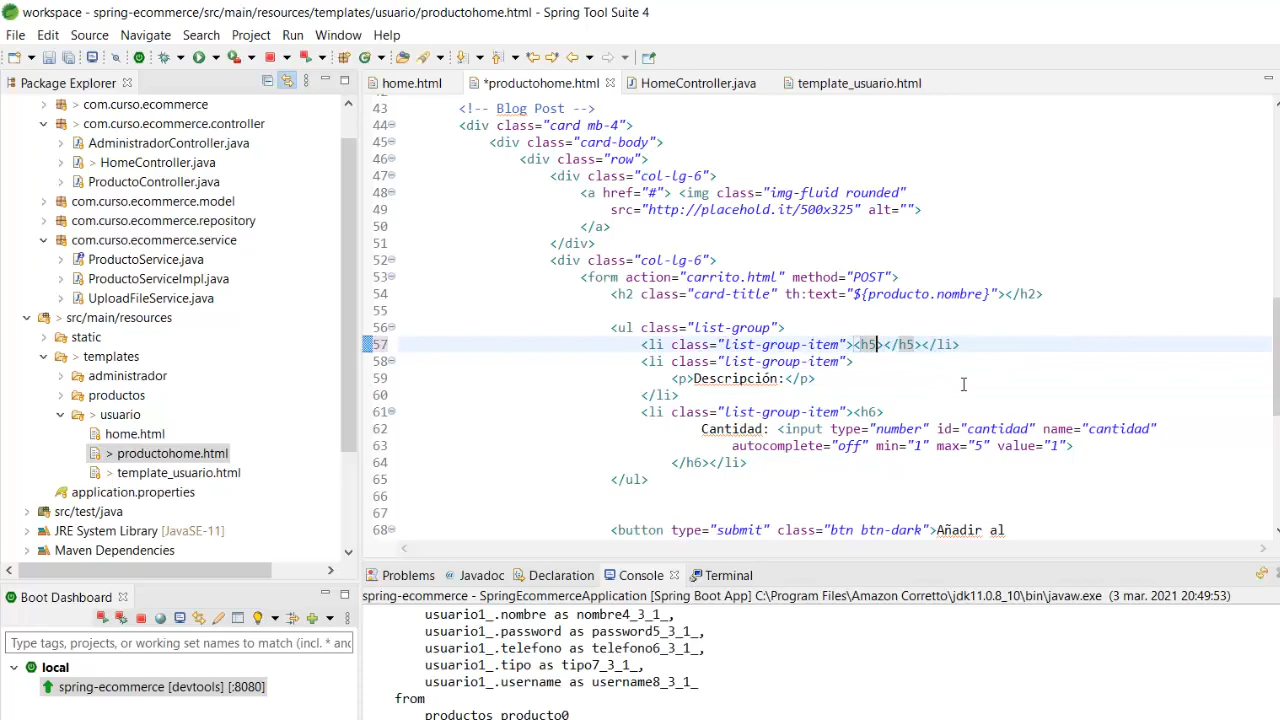 workspace - spring-ecommerce/src/main/resources/templates/usuario/productohome.html - Spring Tool Suite 4
File Edit Source Navigate Search Project Run Window Help
Package Explorer
home.html *productohome.html HomeController.java template_usuario.html
> com.curso.ecommerce
> com.curso.ecommerce.controller
AdministradorController.java
> HomeController.java
ProductoController.java
com.curso.ecommerce.model
com.curso.ecommerce.repository
com.curso.ecommerce.service
ProductoService.java
ProductoServiceImpl.java
UploadFileService.java
> src/main/resources
static
templates
administrador
productos
> usuario
home.html
> productohome.html
> template_usuario.html
application.properties
src/test/java
JRE System Library [JavaSE-11]
Maven Dependencies
43 <!-- Blog Post -->
44 <div class="card mb-4">
45 <div class="card-body">
46 <div class="row">
47 <div class="col-lg-6">
48 <a href="#"> <img class="img-fluid rounded"
49 src="http://placehold.it/500x325" alt="">
50 </a>
51 </div>
52 <div class="col-lg-6">
53 <form action="carrito.html" method="POST">
54 <h2 class="card-title" th:text="${producto.nombre}"></h2>
55
56 <ul class="list-group">
57 <li class="list-group-item"><h5></h5></li>
58 <li class="list-group-item">
59 <p>Descripción:</p>
60 </li>
61 <li class="list-group-item"><h6>
62 Cantidad: <input type="number" id="cantidad" name="cantidad"
63 autocomplete="off" min="1" max="5" value="1">
64 </h6></li>
65 </ul>
66
67
68 <button type="submit" class="btn btn-dark">Añadir al
Boot Dashboard
Type tags, projects, or working set names to match (incl. * and
local
spring-ecommerce [devtools] [:8080]
Problems Javadoc Declaration Console Terminal
spring-ecommerce - SpringEcommerceApplication [Spring Boot App] C:\Program Files\Amazon Corretto\jdk11.0.8_10\bin\javaw.exe (3 mar. 2021 20:49:53)
usuario1_.nombre as nombre4_3_1_,
usuario1_.password as password5_3_1_,
usuario1_.telefono as telefono6_3_1_,
usuario1_.tipo as tipo7_3_1_,
usuario1_.username as username8_3_1_
from
productos producto0